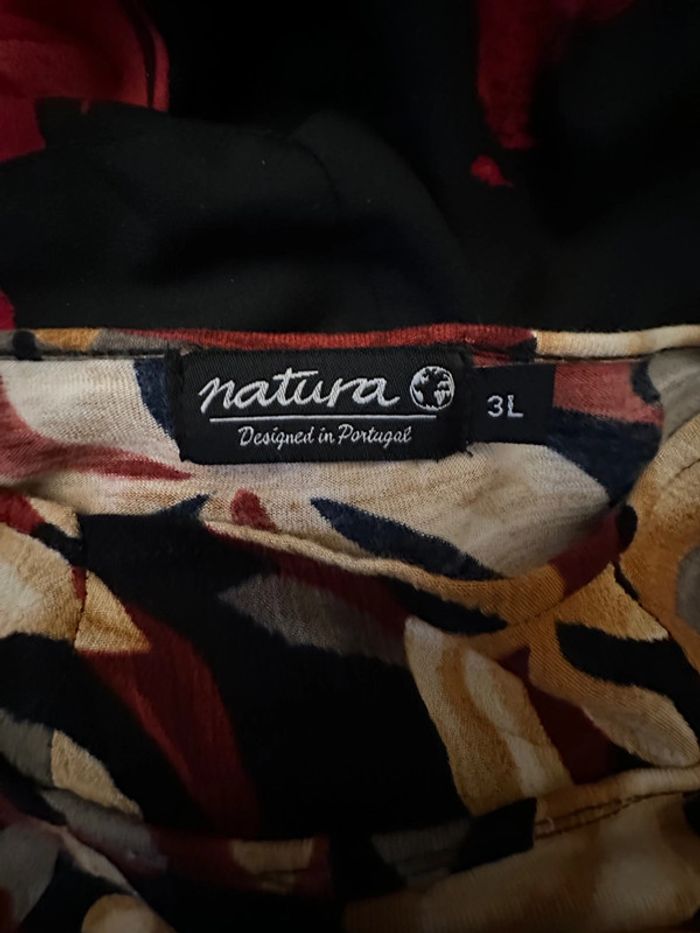 natura
Designed in Portugal
3L